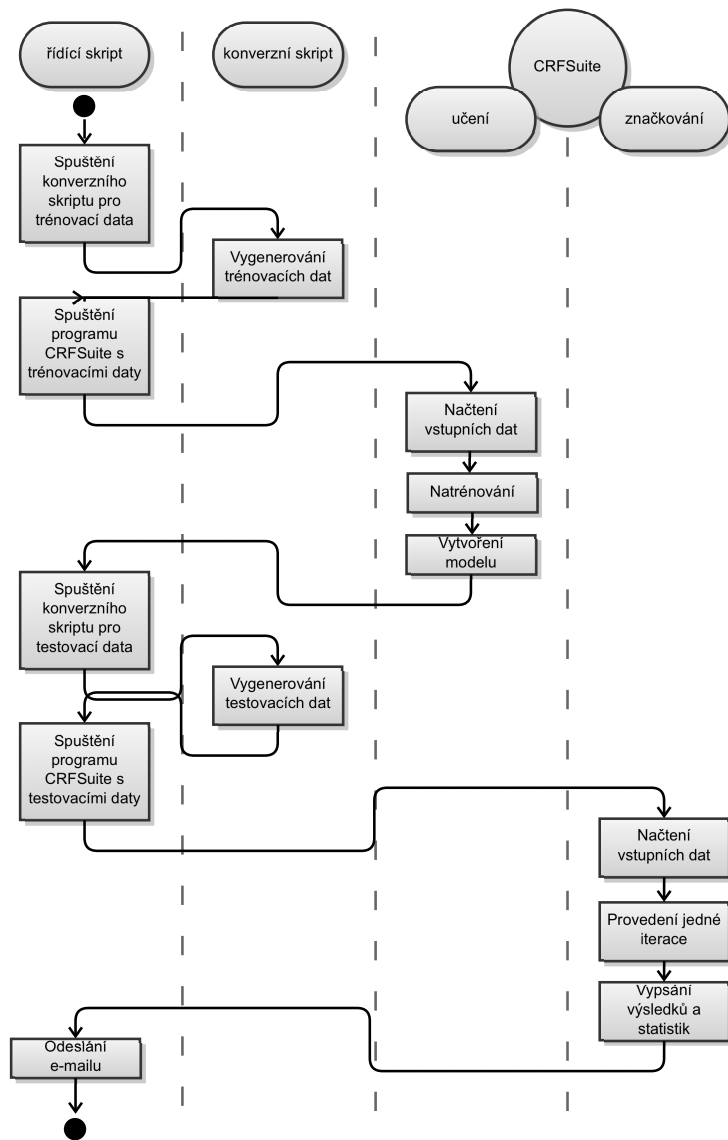 řídící skript
konverzní skript
CRFSuite
učení
značkování
Spuštění
konverzního
skriptu pro
trénovací data
Vygenerování
trénovacích dat
Spuštění
programu
CRFSuite s
trénovacími daty
Načtení
vstupních dat
Natrénování
Vytvoření
modelu
Spuštění
konverzního
skriptu pro
testovací data
Vygenerování
testovacích dat
Spuštění
programu
CRFSuite s
testovacími daty
Načtení
vstupních dat
Provedení jedné
iterace
Vypsání
výsledků a
statistik
Odeslání
e-mailu